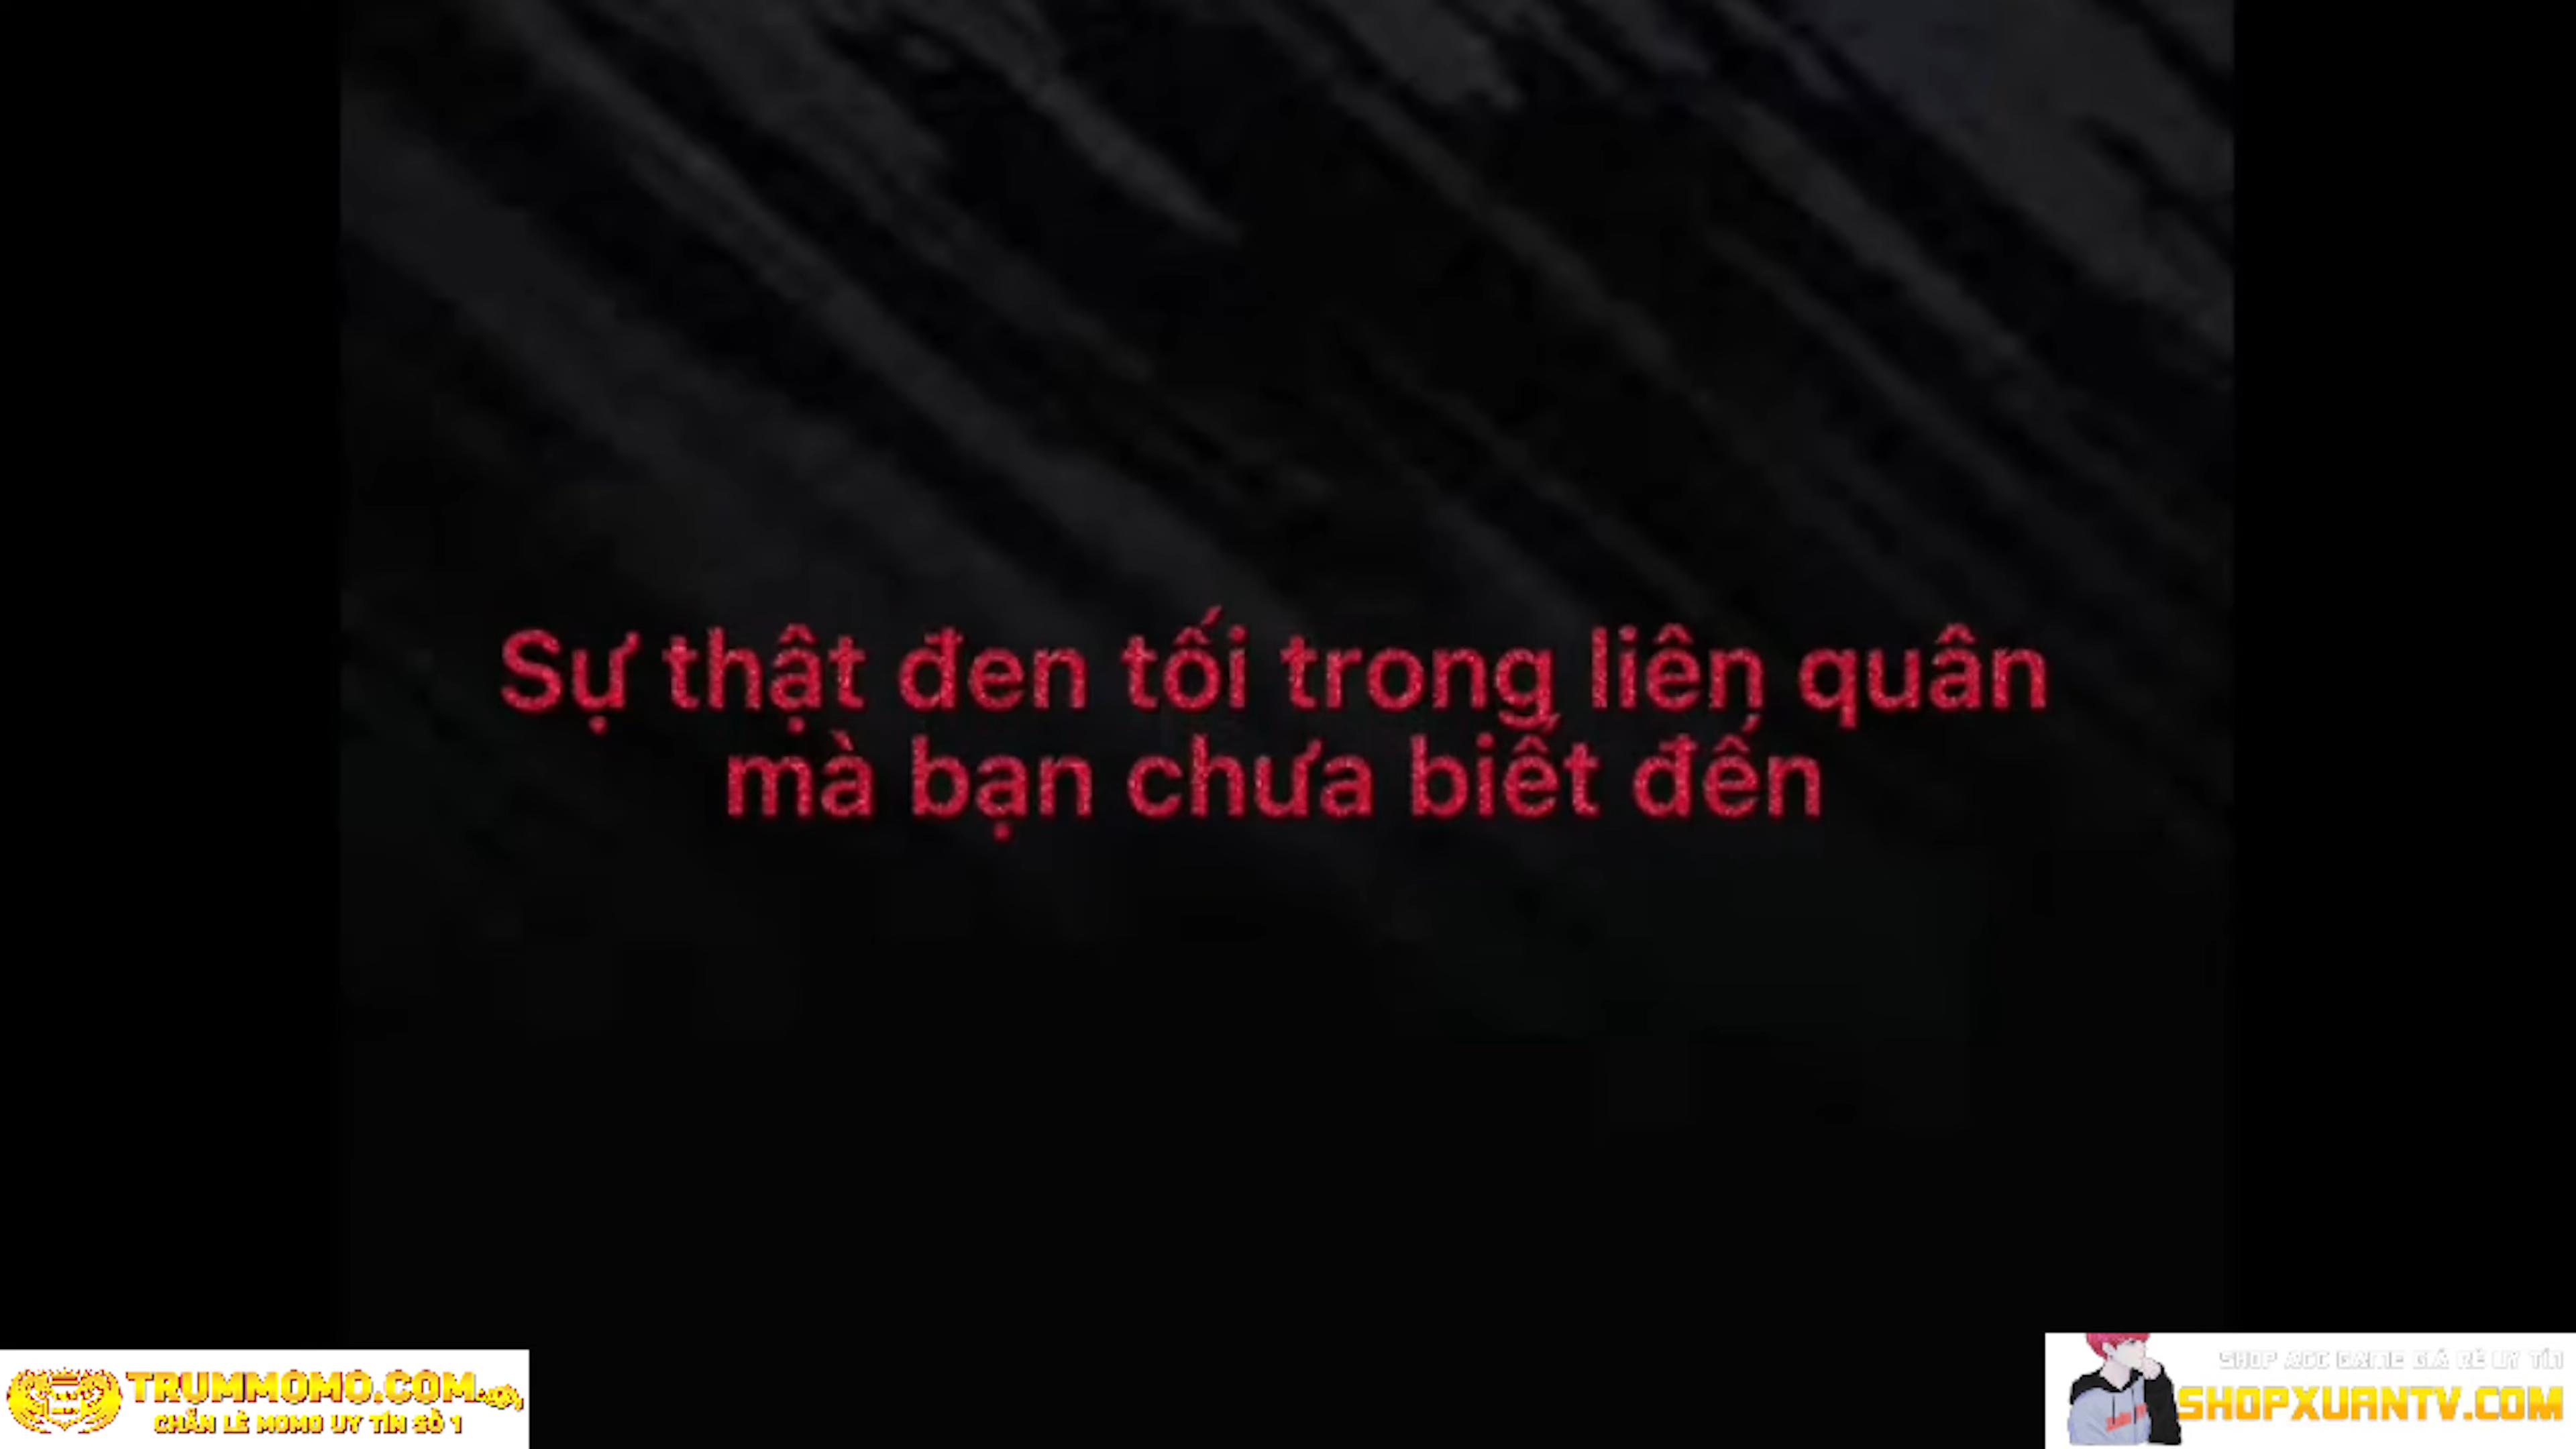 Sự thật đen tối trong liên quân
mà bạn chưa biết đến
TRUMMOMO.COM
CHẴN LẺ MOMO UY TÍN SỐ 1
SHOP ACC GAME GIÁ RẺ UY TÍN
SHOPXUANTV.COM